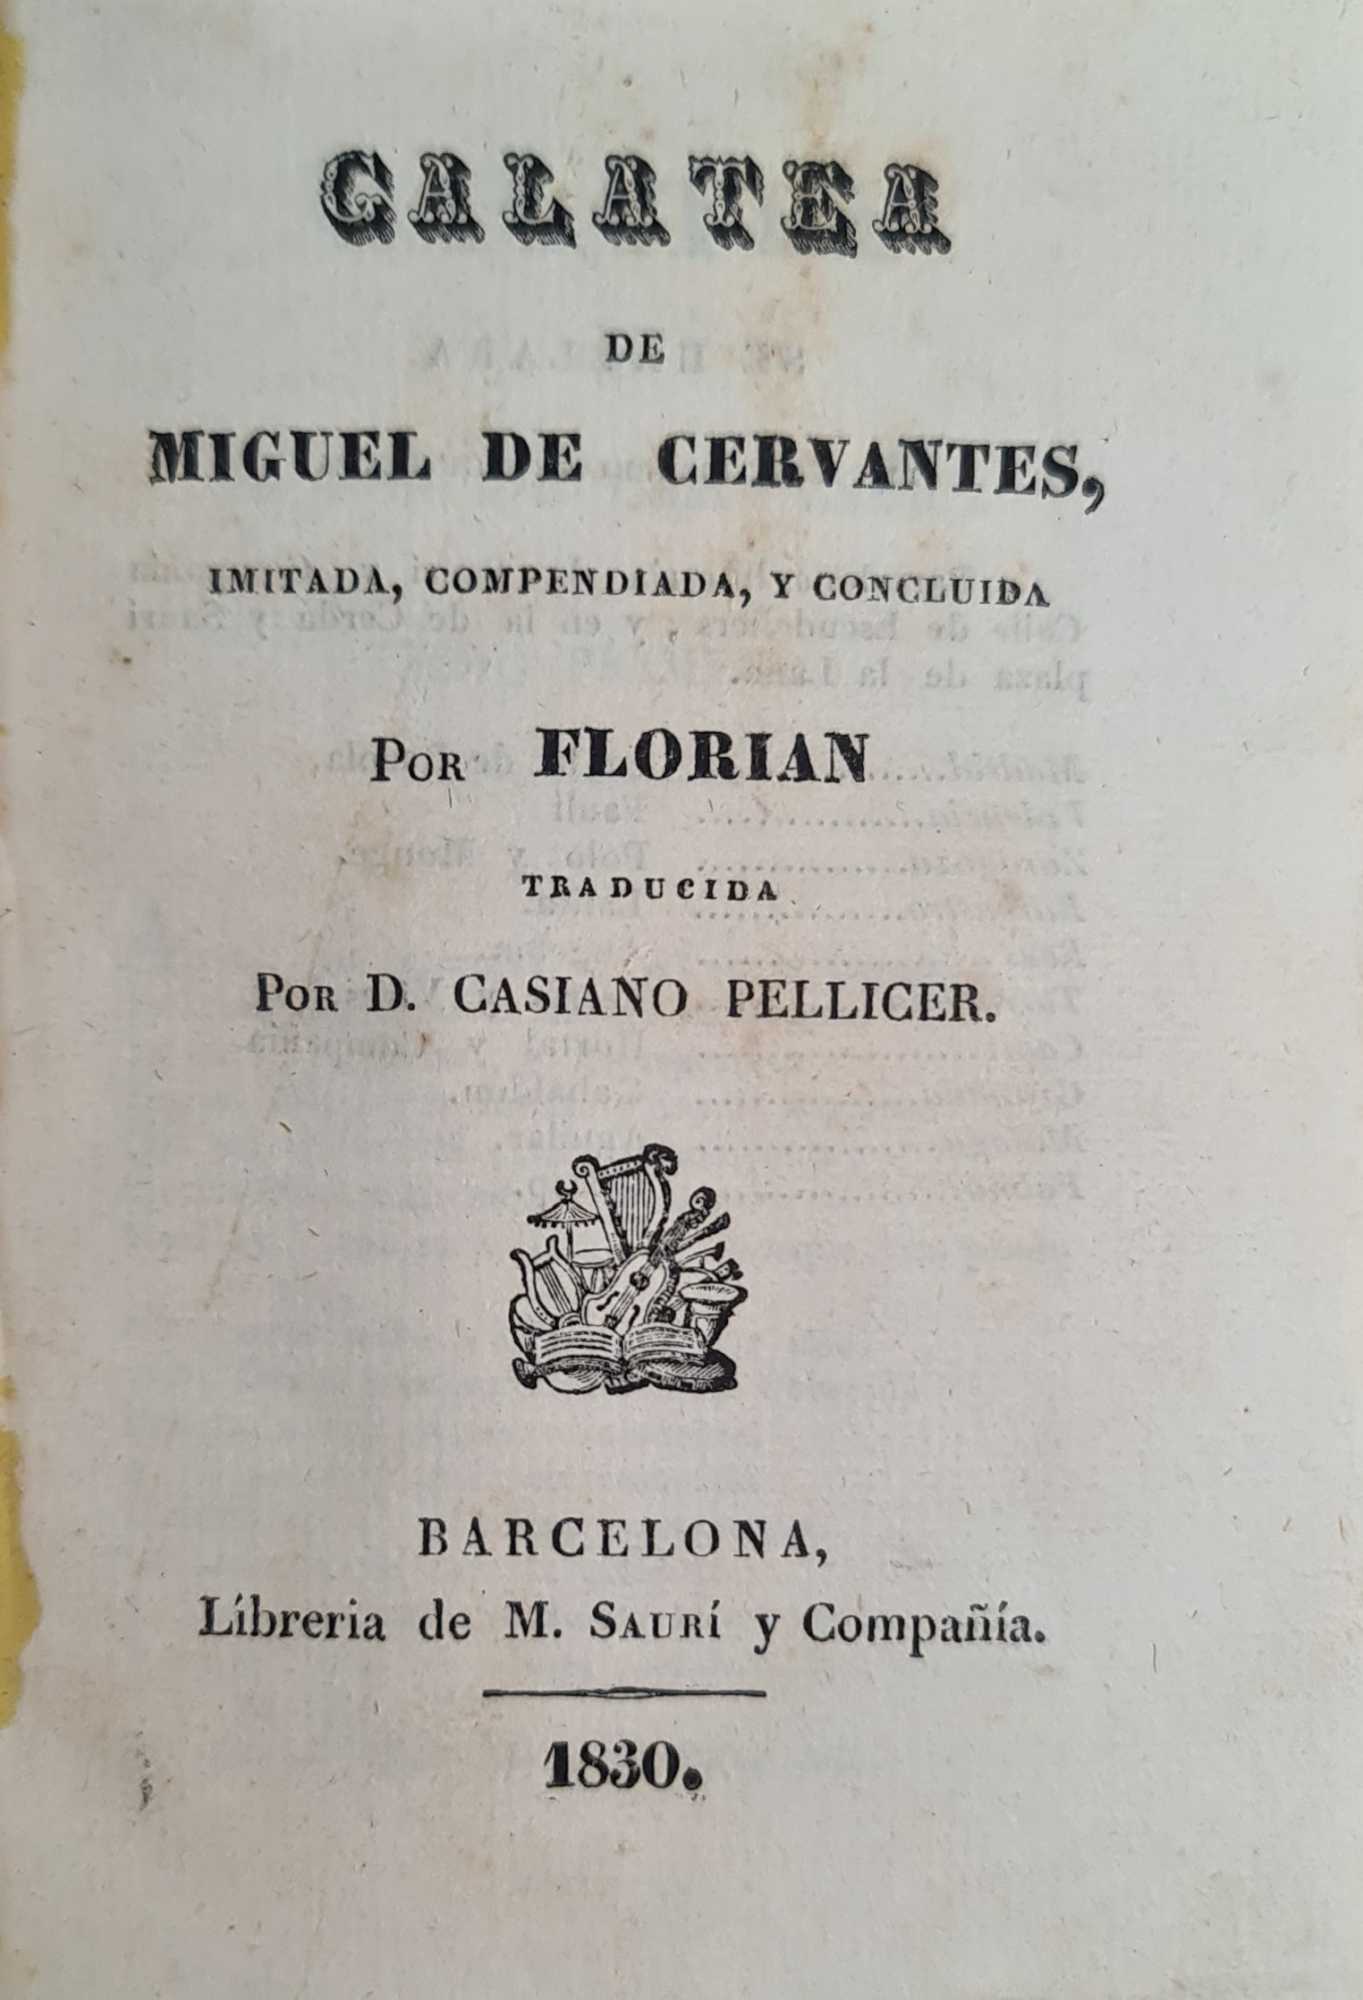 GALATEA
DE
MIGUEL DE CERVANTES,
IMITADA, COMPENDIADA, Y CONCLUIDA
POR FLORIAN
TRADUCIDA
POR D. CASIANO PELLICER.
BARCELONA,
Líbreria de M. SAURÍ y Compañía.
1830.